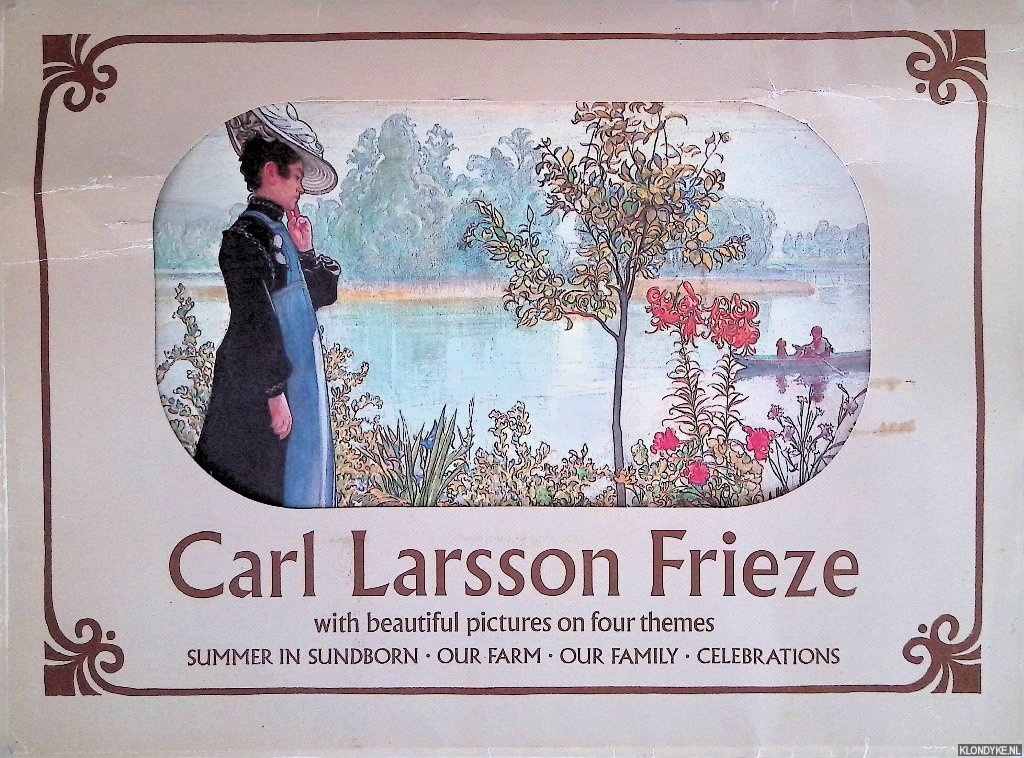 Carl Larsson Frieze
with beautiful pictures on four themes
SUMMER IN SUNDBORN · OUR FARM · OUR FAMILY · CELEBRATIONS
KLONDYKE.NL